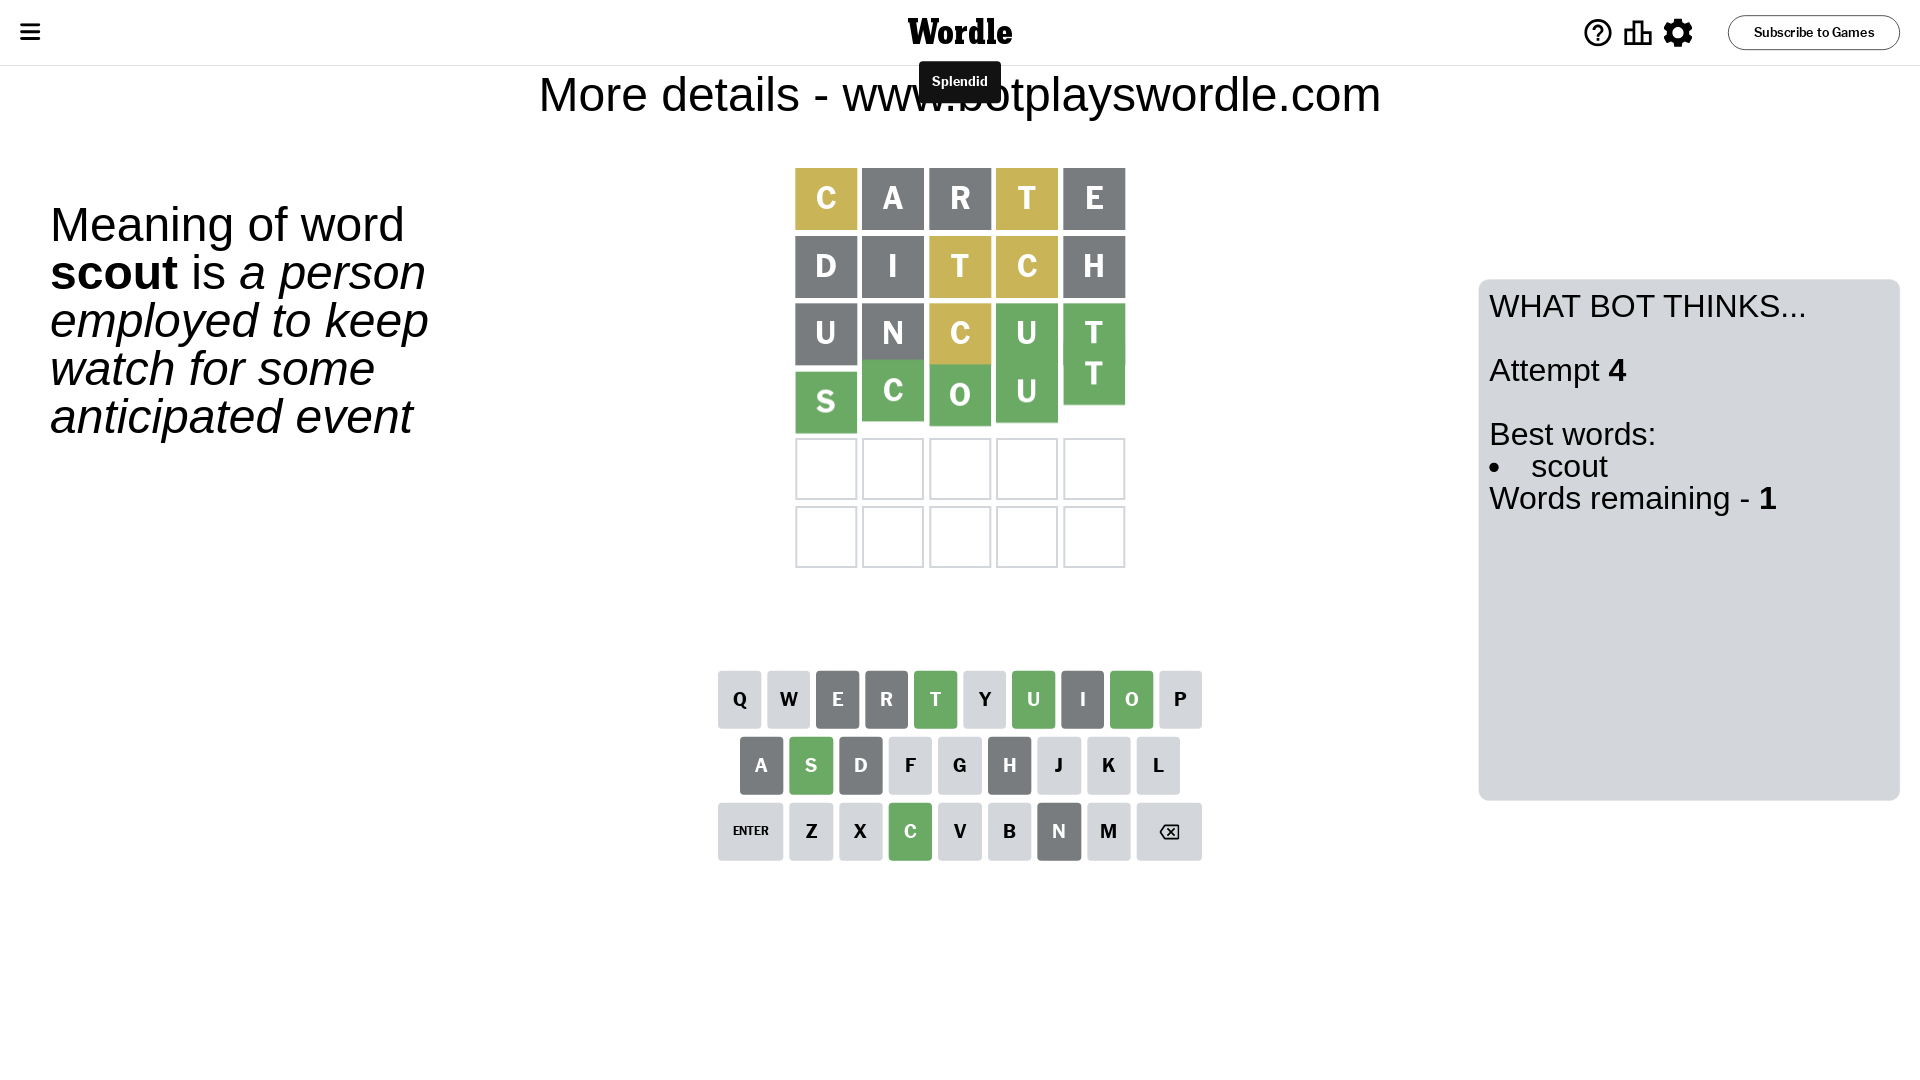 Wordle
Subscribe to Games
Splendid
More details - www.botplayswordle.com
Meaning of word
scout is a person
employed to keep
watch for some
anticipated event
C A R T E
D I T C H
U N C U T
S C O U T
WHAT BOT THINKS...
Attempt 4
Best words:
• scout
Words remaining - 1
Q W E R T Y U I O P
A S D F G H J K L
ENTER Z X C V B N M